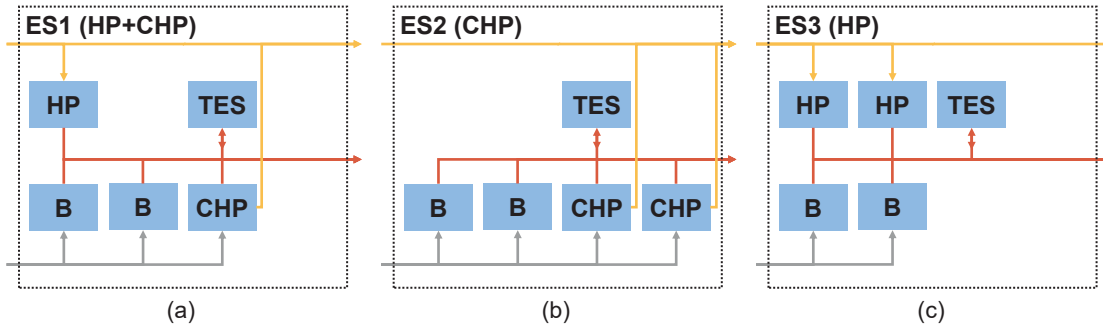 ES1 (HP+CHP)
HP
TES
B
B
CHP
(a)
ES2 (CHP)
TES
B
B
CHP
CHP
(b)
ES3 (HP)
HP
HP
TES
B
B
(c)